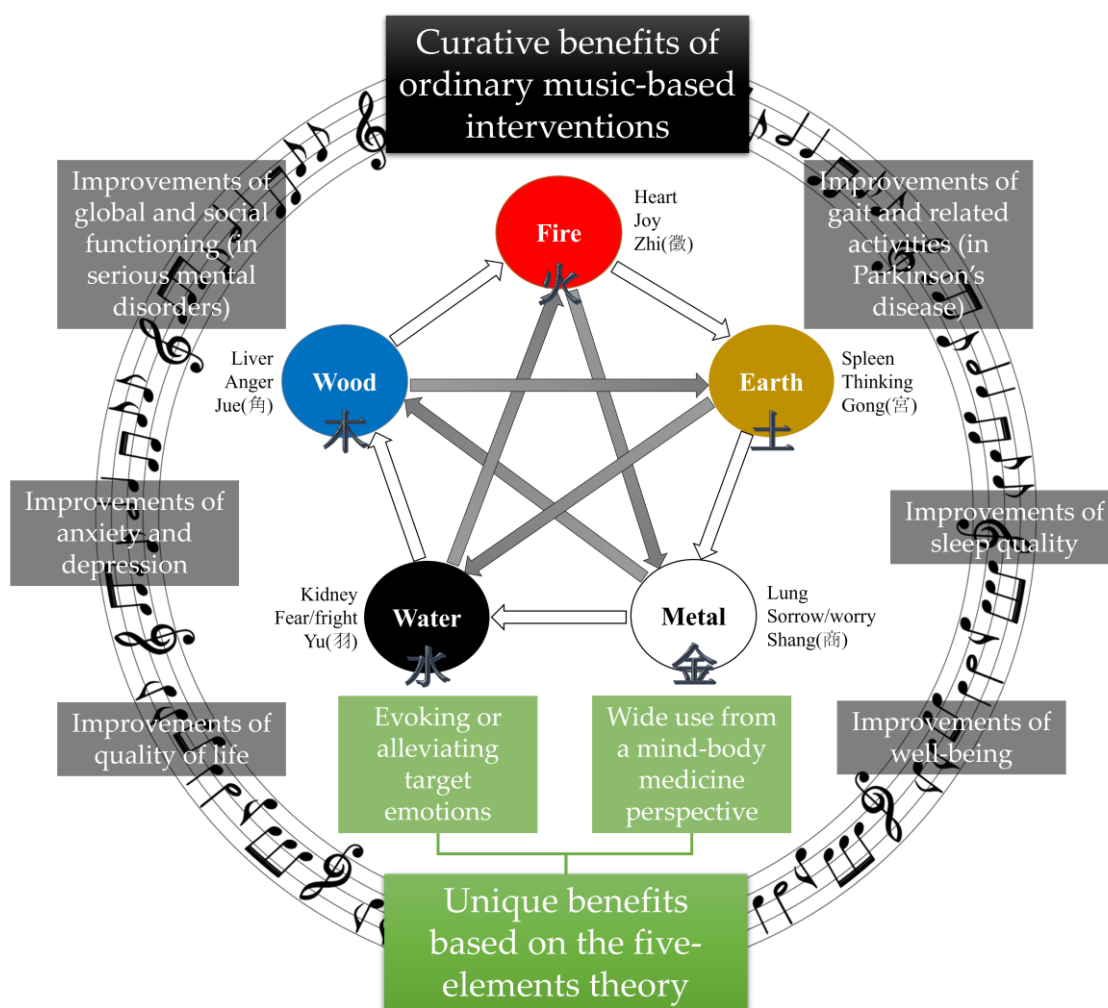 Curative benefits of
ordinary music-based
interventions
Improvements of
global and social
functioning (in
serious mental
disorders)
Improvements of
gait and related
activities (in
Parkinson's
disease)
Fire
火
Heart
Joy
Zhi(徵)
Liver
Anger
Jue(角)
Wood
木
Earth
土
Spleen
Thinking
Gong(宮)
Improvements of
anxiety and
depression
Improvements of
sleep quality
Kidney
Fear/fright
Yu(羽)
Water
水
Metal
金
Lung
Sorrow/worry
Shang(商)
Improvements of
quality of life
Evoking or
alleviating
target
emotions
Wide use from
a mind-body
medicine
perspective
Improvements of
well-being
Unique benefits
based on the five-
elements theory